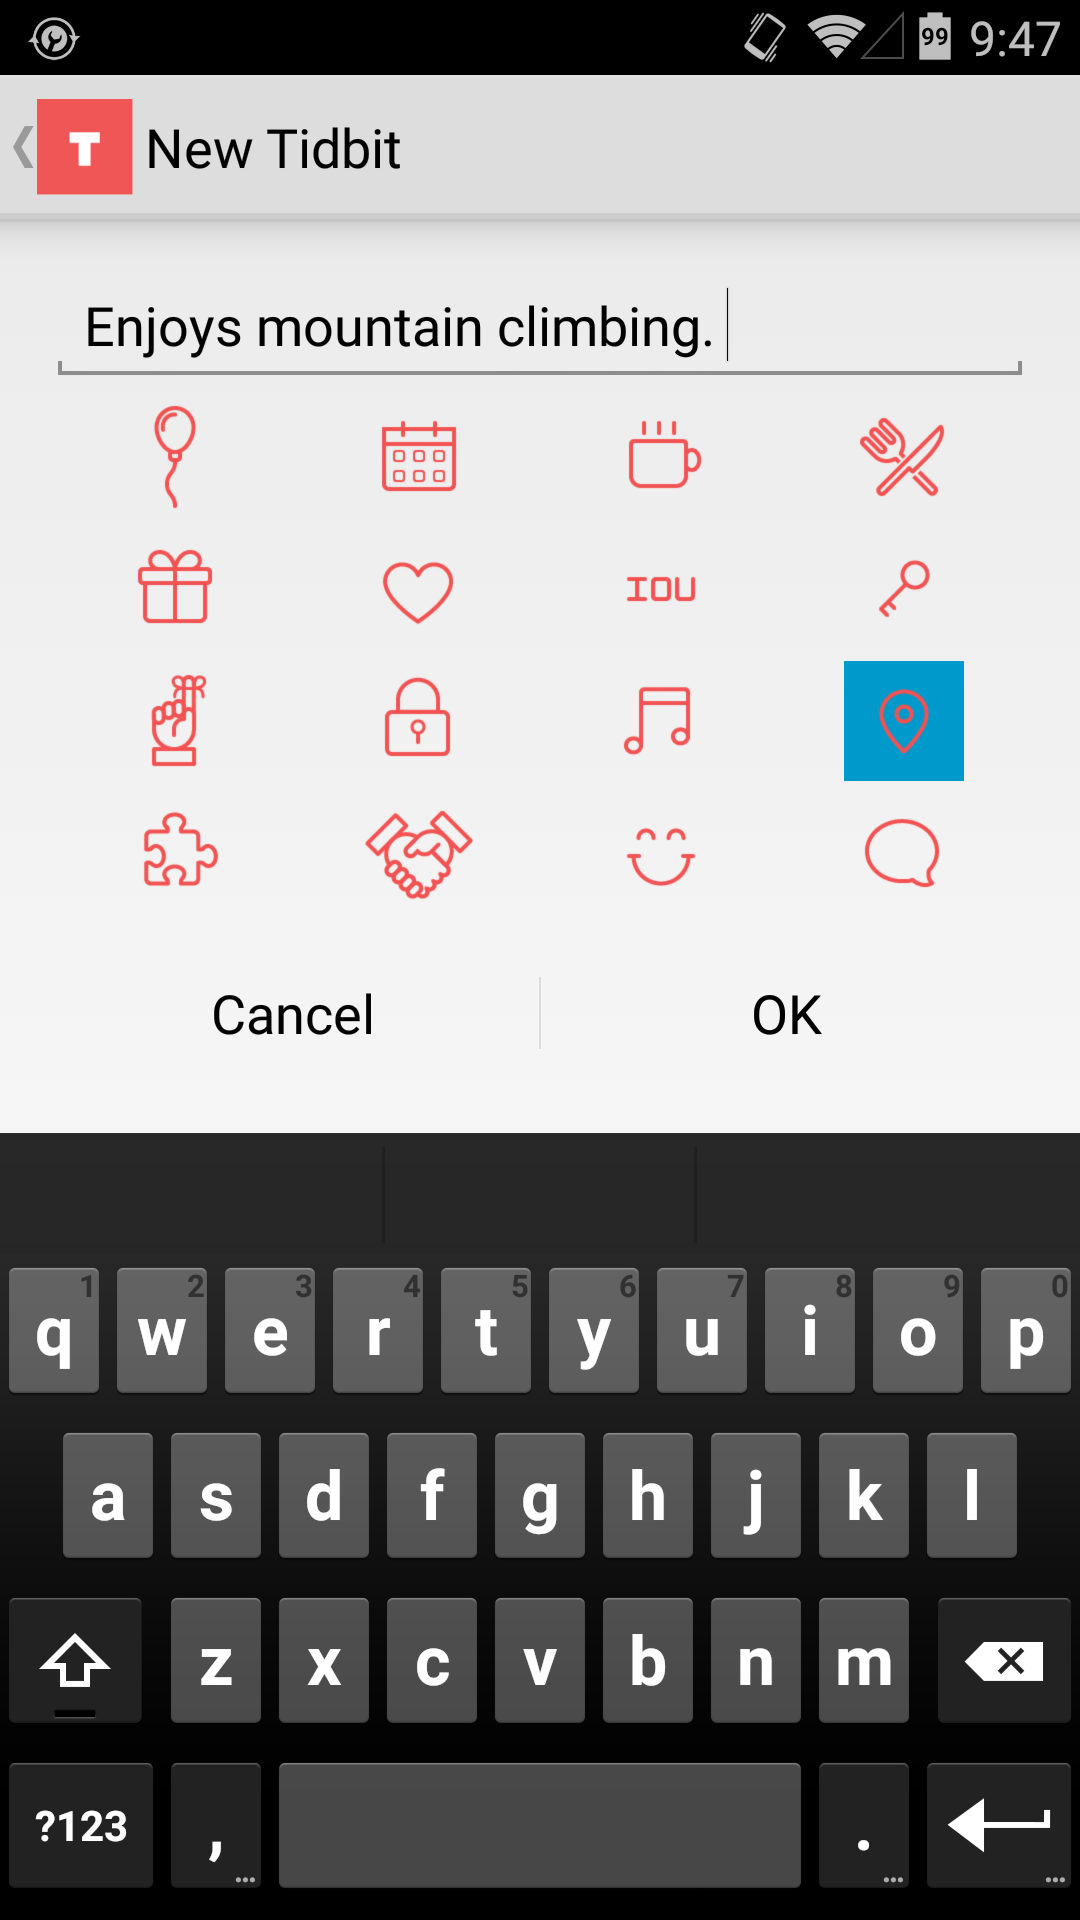 99 9:47
T New Tidbit
Enjoys mountain climbing.
IOU
Cancel OK
1 2 3 4 5 6 7 8 9 0
q w e r t y u i o p
a s d f g h j k l
z x c v b n m
?123 , ... . ... ...